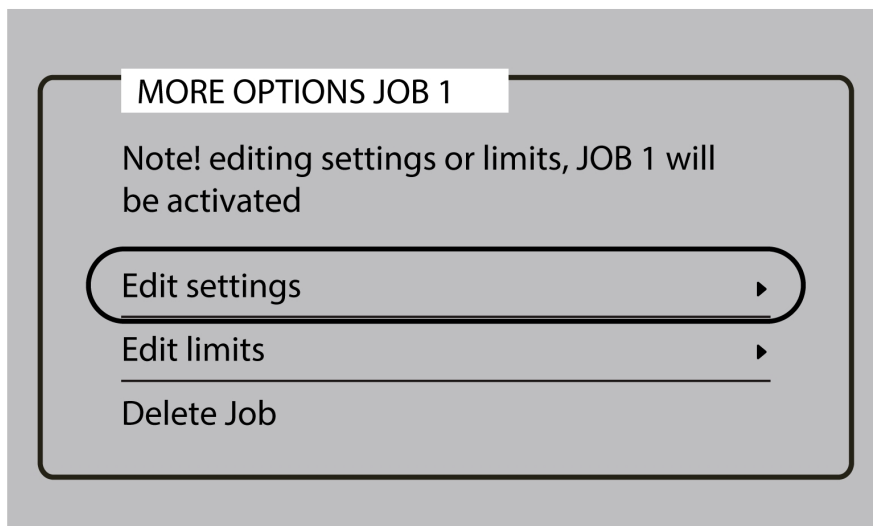 MORE OPTIONS JOB 1
Note! editing settings or limits, JOB 1 will
be activated
Edit settings
Edit limits
Delete Job